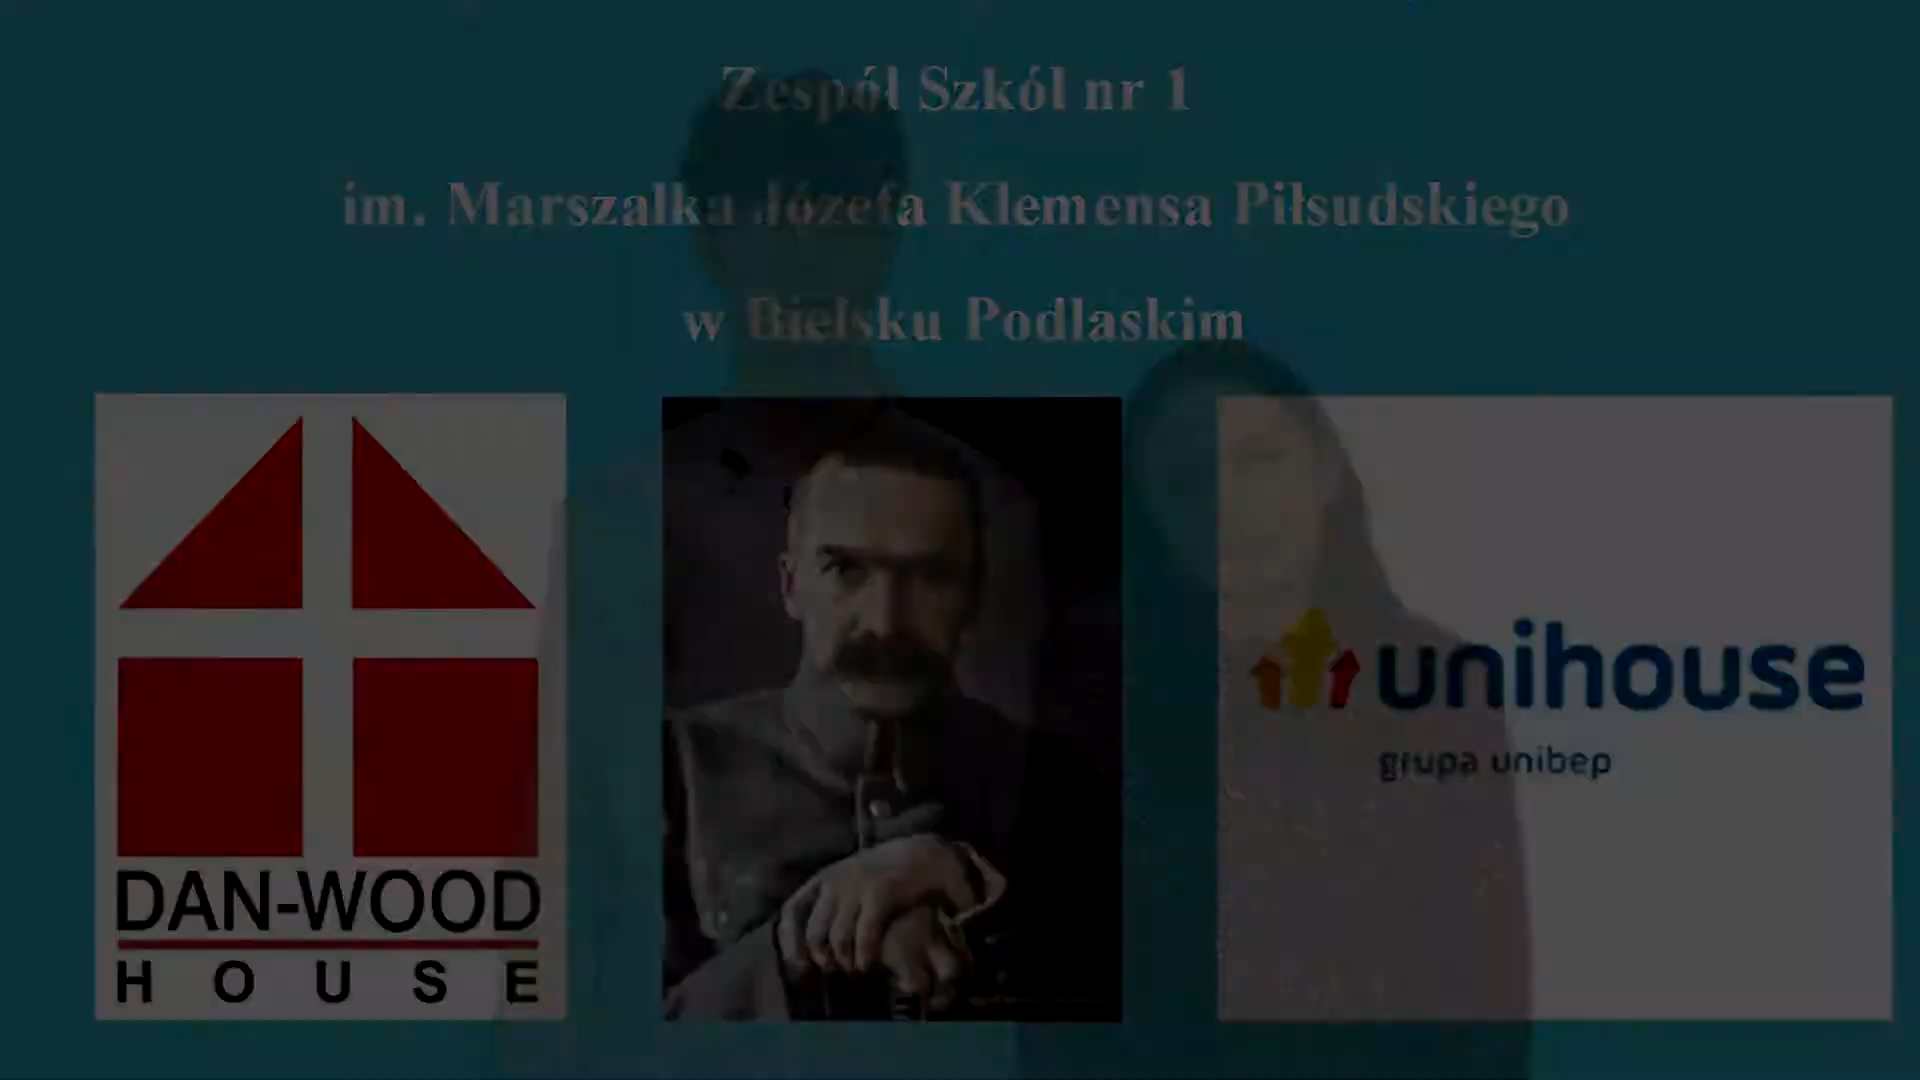 Zespół Szkół nr 1
im. Marszałka Józefa Klemensa Piłsudskiego
w Bielsku Podlaskim
DAN-WOOD
HOUSE
unihouse
grupa unibep